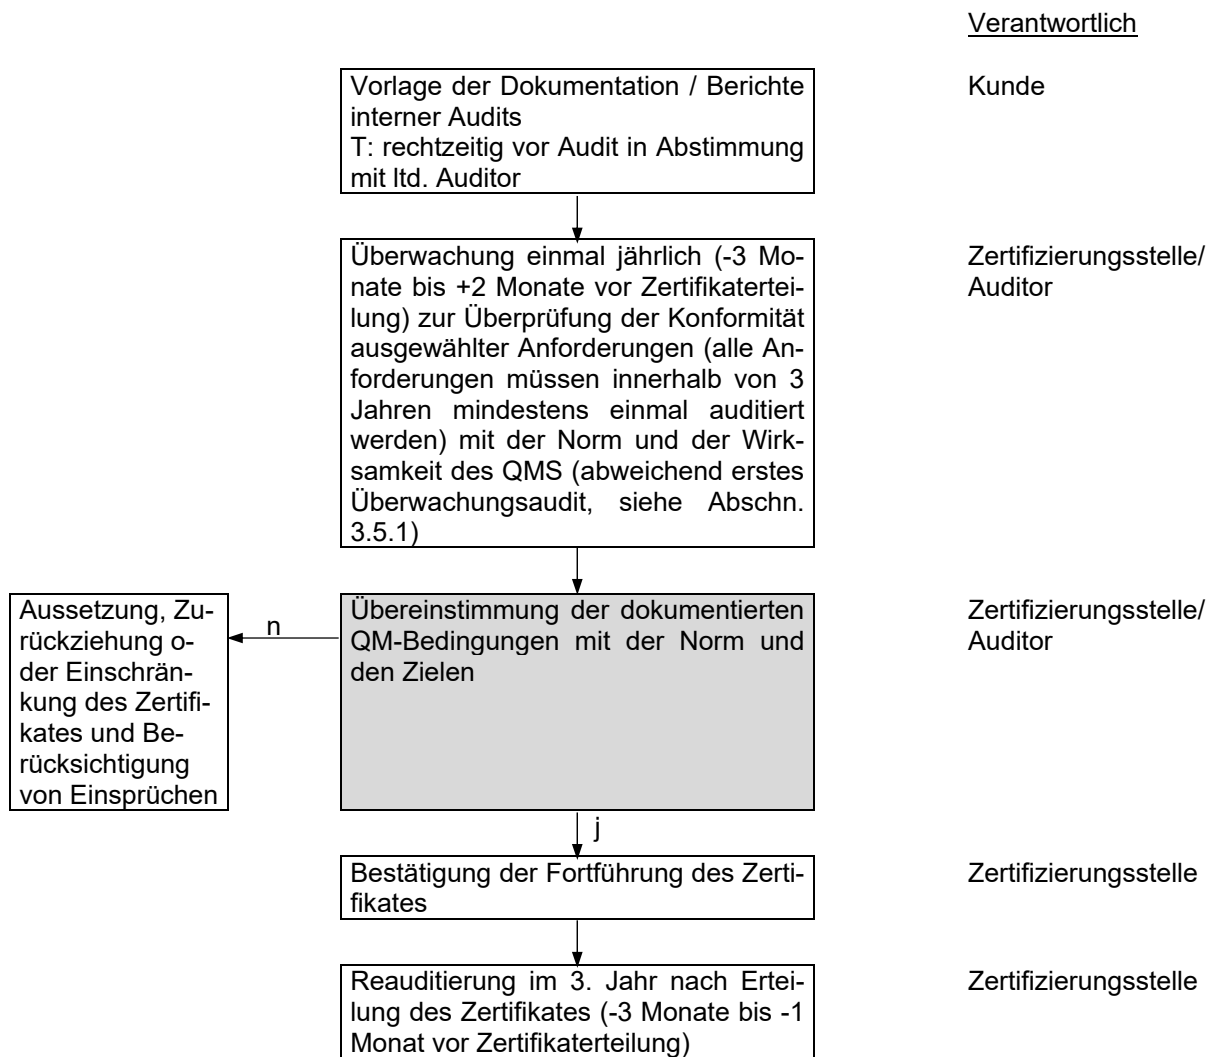 Verantwortlich
Vorlage der Dokumentation / Berichte
interner Audits
T: rechtzeitig vor Audit in Abstimmung
mit ltd. Auditor
Kunde
Überwachung einmal jährlich (-3 Mo-
nate bis +2 Monate vor Zertifikatertei-
lung) zur Überprüfung der Konformität
ausgewählter Anforderungen (alle An-
forderungen müssen innerhalb von 3
Jahren mindestens einmal auditiert
werden) mit der Norm und der Wirk-
samkeit des QMS (abweichend erstes
Überwachungsaudit, siehe Abschn.
3.5.1)
Zertifizierungsstelle/
Auditor
Aussetzung, Zu-
rückziehung o-
der Einschrän-
kung des Zertifi-
kates und Be-
rücksichtigung
von Einsprüchen
n
Übereinstimmung der dokumentierten
QM-Bedingungen mit der Norm und
den Zielen
Zertifizierungsstelle/
Auditor
j
Bestätigung der Fortführung des Zerti-
fikates
Zertifizierungsstelle
Reauditierung im 3. Jahr nach Ertei-
lung des Zertifikates (-3 Monate bis -1
Monat vor Zertifikaterteilung)
Zertifizierungsstelle